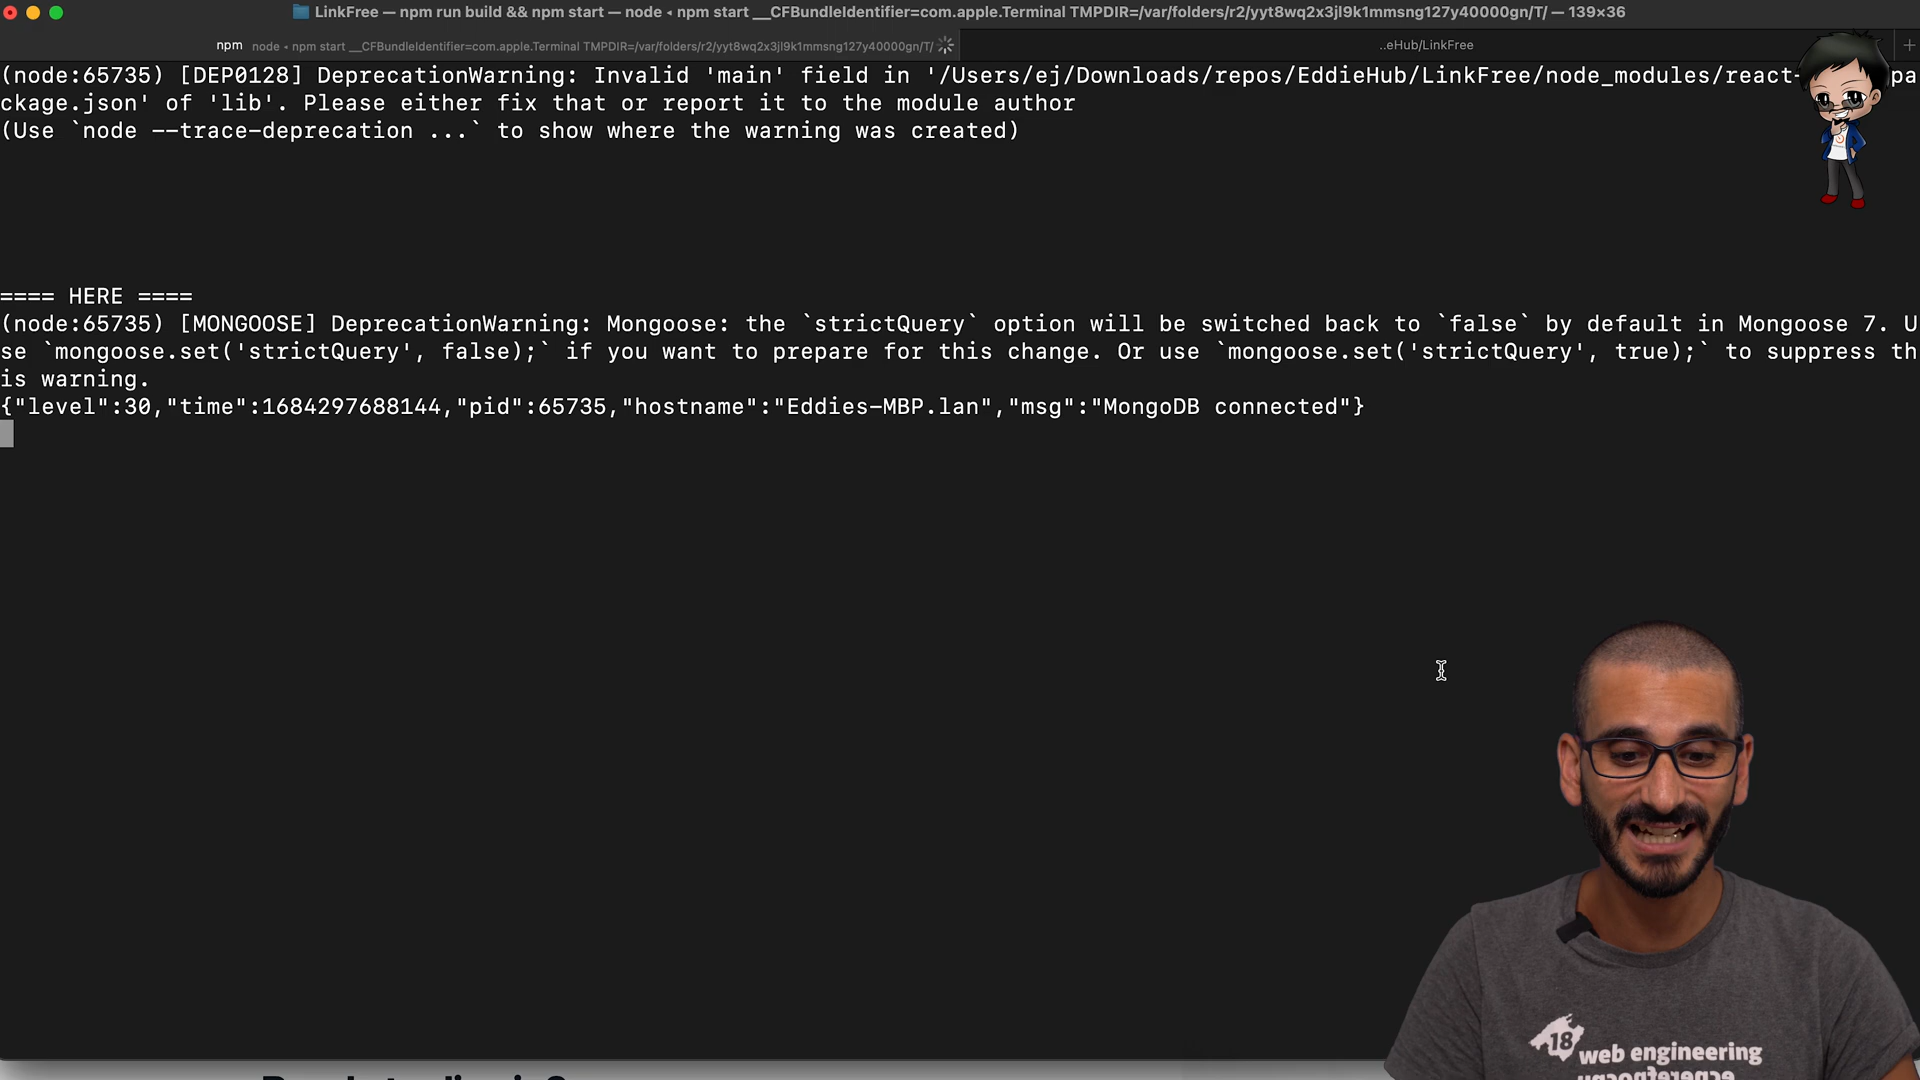 LinkFree — npm run build && npm start — node ◂ npm start __CFBundleIdentifier=com.apple.Terminal TMPDIR=/var/folders/r2/yyt8wq2x3jl9k1mmsng127y40000gn/T/ — 139×36
npm node ◂ npm start __CFBundleIdentifier=com.apple.Terminal TMPDIR=/var/folders/r2/yyt8wq2x3jl9k1mmsng127y40000gn/T/
..eHub/LinkFree
(node:65735) [DEP0128] DeprecationWarning: Invalid 'main' field in '/Users/ej/Downloads/repos/EddieHub/LinkFree/node_modules/react- pa
ckage.json' of 'lib'. Please either fix that or report it to the module author
(Use `node --trace-deprecation ...` to show where the warning was created)
==== HERE ====
(node:65735) [MONGOOSE] DeprecationWarning: Mongoose: the `strictQuery` option will be switched back to `false` by default in Mongoose 7. U
se `mongoose.set('strictQuery', false);` if you want to prepare for this change. Or use `mongoose.set('strictQuery', true);` to suppress th
is warning.
{"level":30,"time":1684297688144,"pid":65735,"hostname":"Eddies-MBP.lan","msg":"MongoDB connected"}
18
web engineering